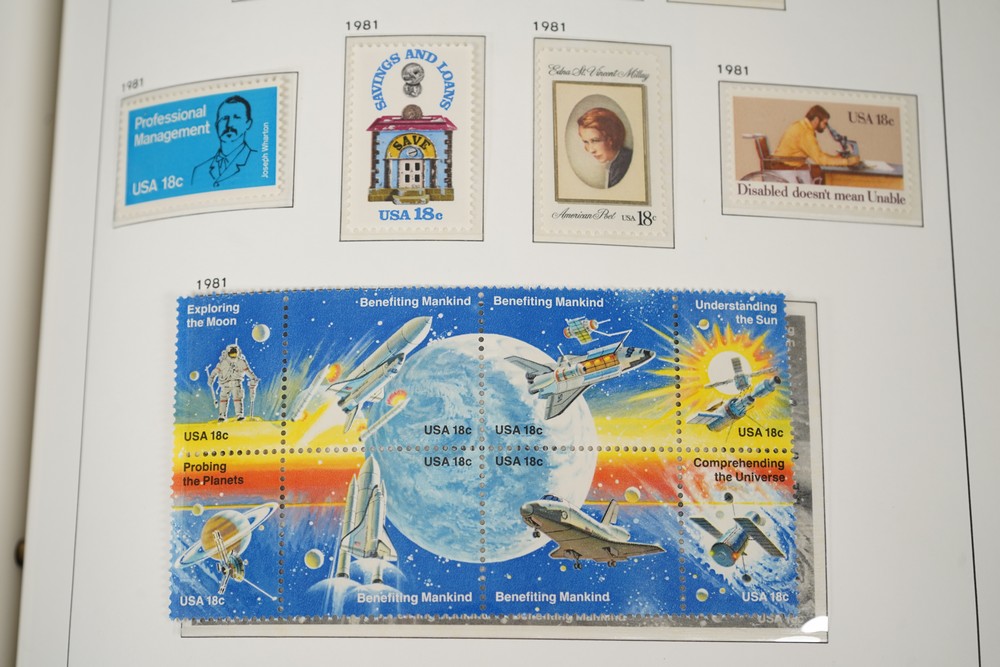 1981
Professional
Management
Joseph Wharton
USA 18c
1981
SAVINGS AND LOANS
SAVE
USA 18c
1981
Edna St. Vincent Millay
American Poet USA 18c
1981
USA 18c
Disabled doesn't mean Unable
1981
Exploring
the Moon
USA 18c
Benefiting Mankind
USA 18c
Benefiting Mankind
USA 18c
Understanding
the Sun
USA 18c
Probing
the Planets
USA 18c
USA 18c
Benefiting Mankind
USA 18c
Benefiting Mankind
Comprehending
the Universe
USA 18c